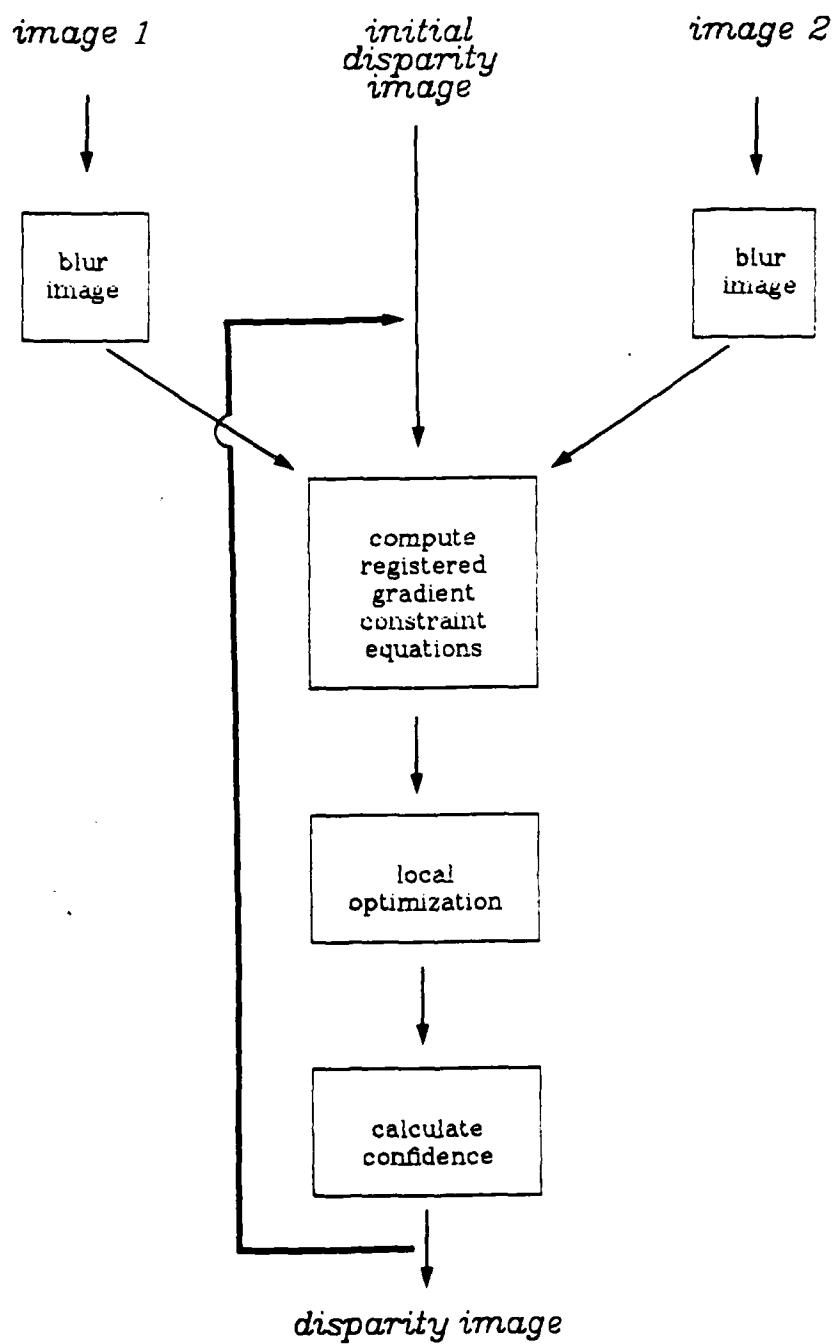 image 1
initial
disparity
image
image 2
blur
image
blur
image
compute
registered
gradient
constraint
equations
local
optimization
calculate
confidence
disparity image